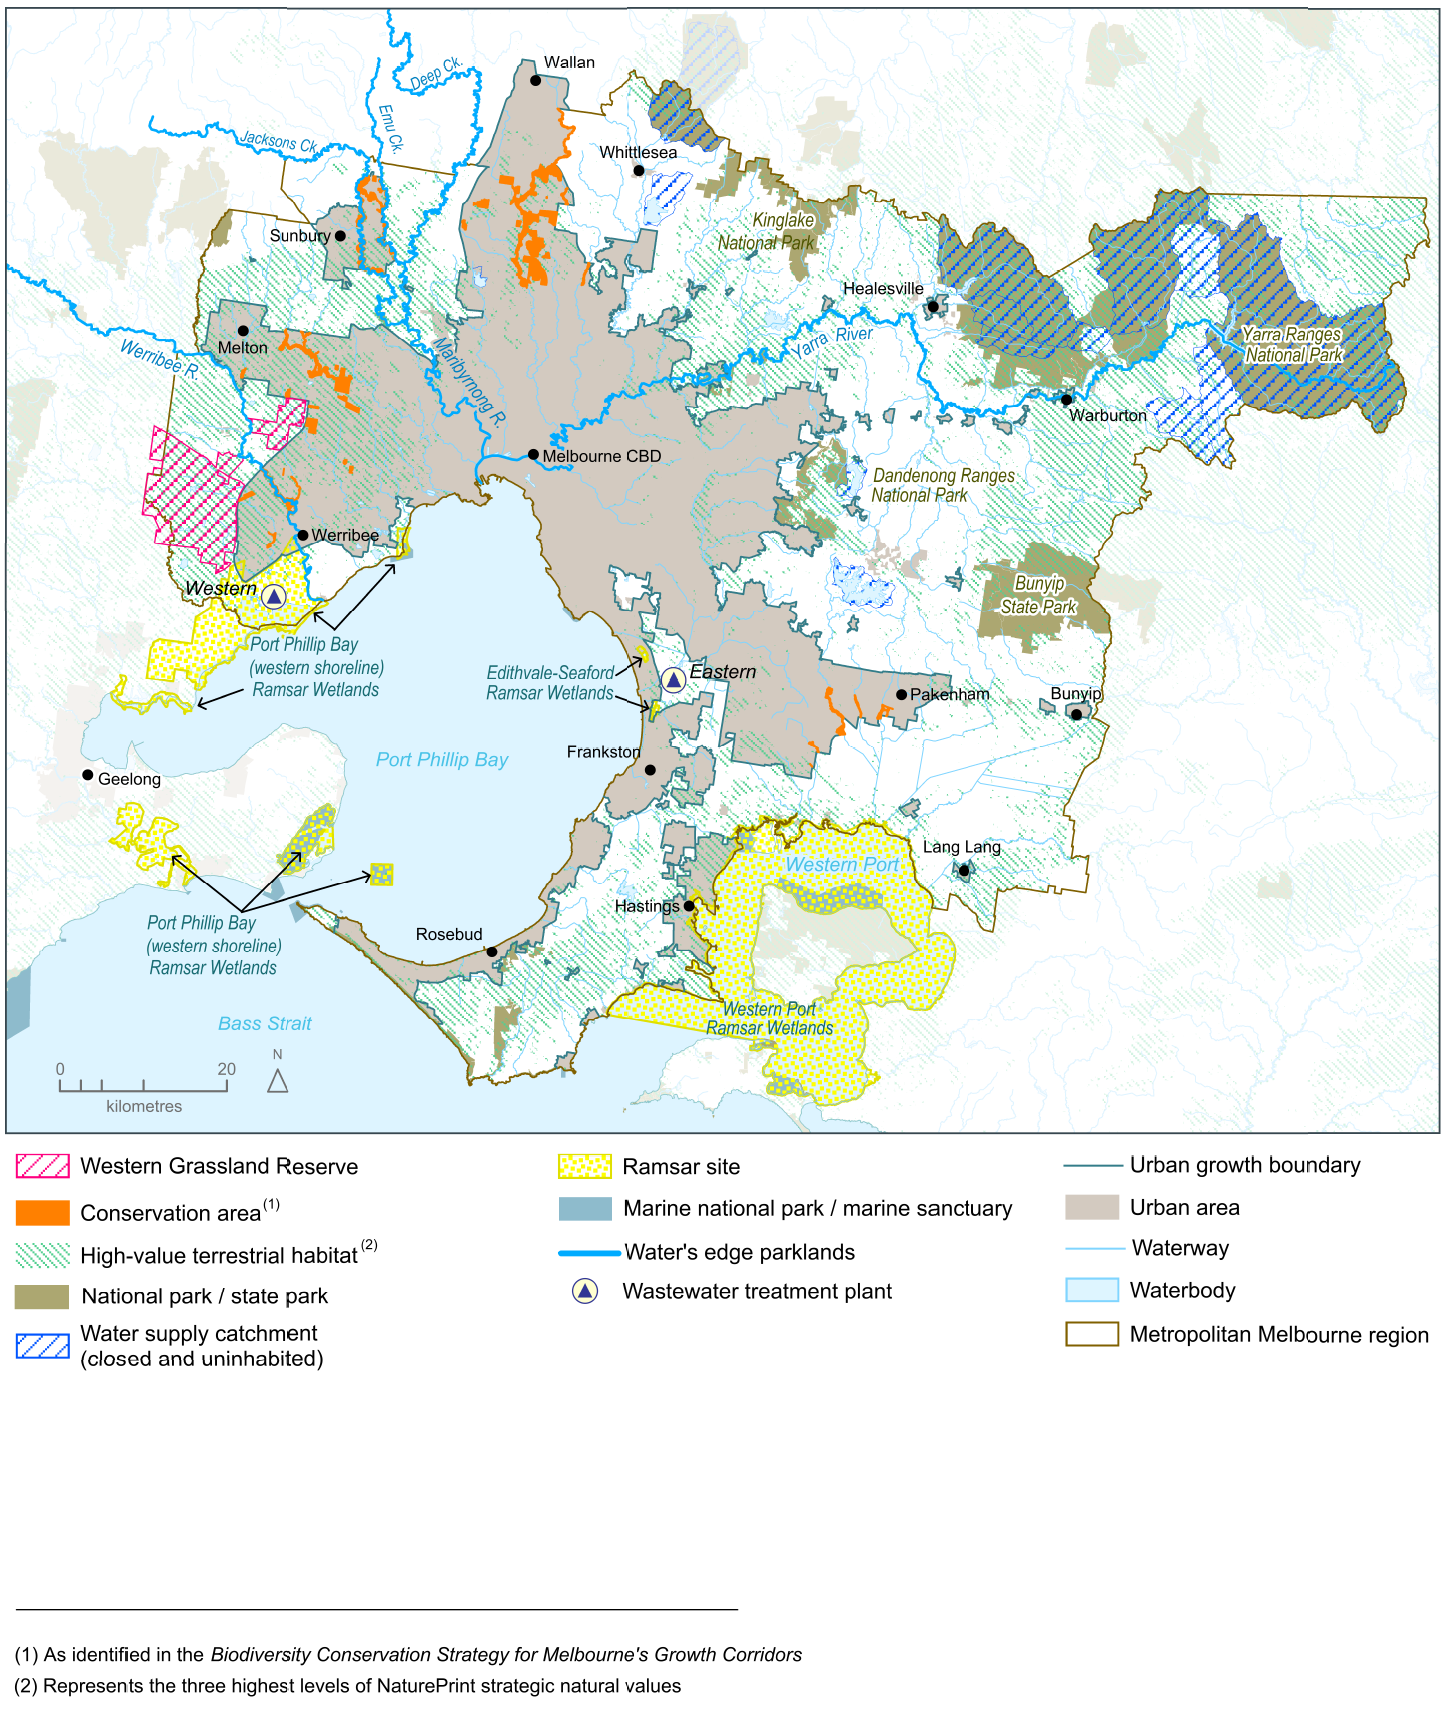 Wallan
Deep Ck.
Emu Ck.
Jacksons Ck.
Whittlesea
Kinglake
National Park
Sunbury
Healesville
Melton
Werribee R.
Maribyrnong R.
Yarra River
Yarra Ranges
National Park
Warburton
Melbourne CBD
Dandenong Ranges
National Park
Werribee
Western
Bunyip
State Park
Port Phillip Bay
(western shoreline)
Ramsar Wetlands
Edithvale-Seaford
Ramsar Wetlands
Eastern
Pakenham
Bunyip
Frankston
Port Phillip Bay
Geelong
Western Port
Lang Lang
Hastings
Port Phillip Bay
(western shoreline)
Ramsar Wetlands
Rosebud
Western Port
Ramsar Wetlands
Bass Strait
0 20
kilometres
N
Western Grassland Reserve
Conservation area(1)
High-value terrestrial habitat(2)
National park / state park
Water supply catchment
(closed and uninhabited)
Ramsar site
Marine national park / marine sanctuary
Water's edge parklands
Wastewater treatment plant
Urban growth boundary
Urban area
Waterway
Waterbody
Metropolitan Melbourne region
(1) As identified in the Biodiversity Conservation Strategy for Melbourne's Growth Corridors
(2) Represents the three highest levels of NaturePrint strategic natural values